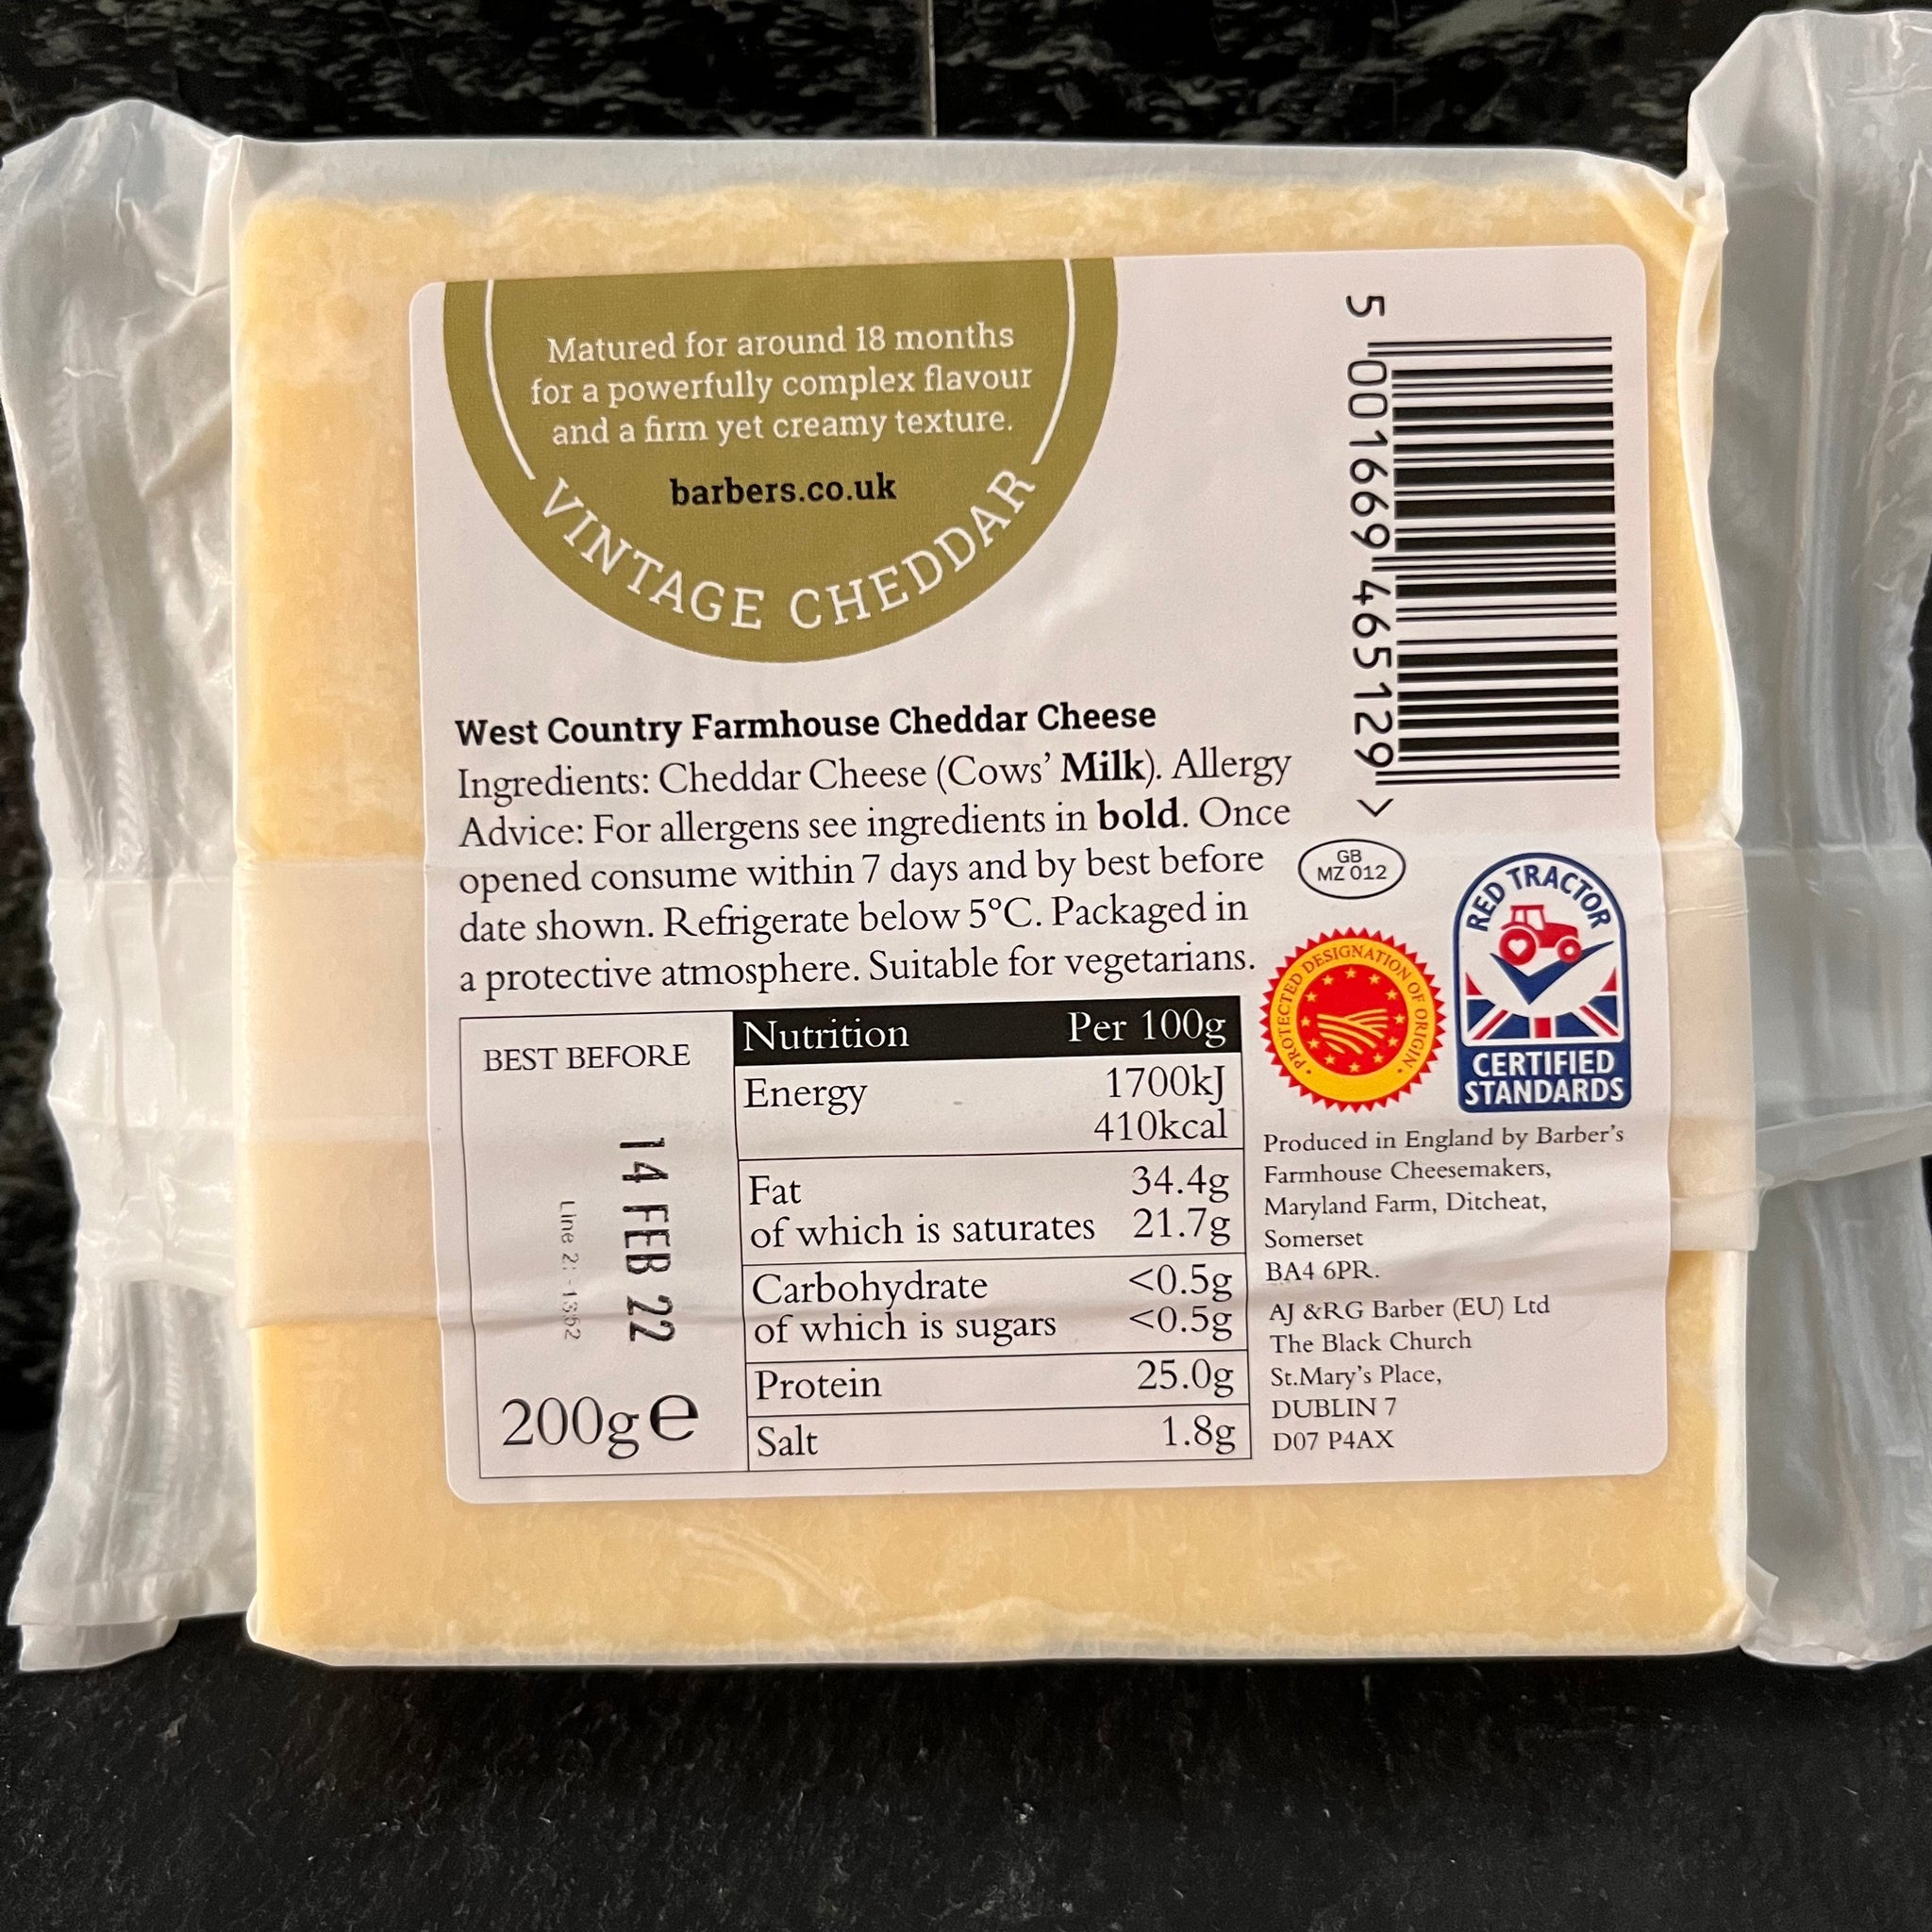 Matured for around 18 months
for a powerfully complex flavour
and a firm yet creamy texture.
barbers.co.uk
VINTAGE CHEDDAR
5 001669 465129 >
West Country Farmhouse Cheddar Cheese
Ingredients: Cheddar Cheese (Cows' Milk). Allergy
Advice: For allergens see ingredients in bold. Once
opened consume within 7 days and by best before
date shown. Refrigerate below 5°C. Packaged in
a protective atmosphere. Suitable for vegetarians.
GB
MZ 012
RED TRACTOR
CERTIFIED
STANDARDS
PROTECTED DESIGNATION OF ORIGIN
BEST BEFORE
14 FEB 22
Line 2: -1352
200g e
Nutrition Per 100g
Energy 1700kJ
410kcal
Fat 34.4g
of which is saturates 21.7g
Carbohydrate <0.5g
of which is sugars <0.5g
Protein 25.0g
Salt 1.8g
Produced in England by Barber's
Farmhouse Cheesemakers,
Maryland Farm, Ditcheat,
Somerset
BA4 6PR.
AJ &RG Barber (EU) Ltd
The Black Church
St.Mary's Place,
DUBLIN 7
D07 P4AX